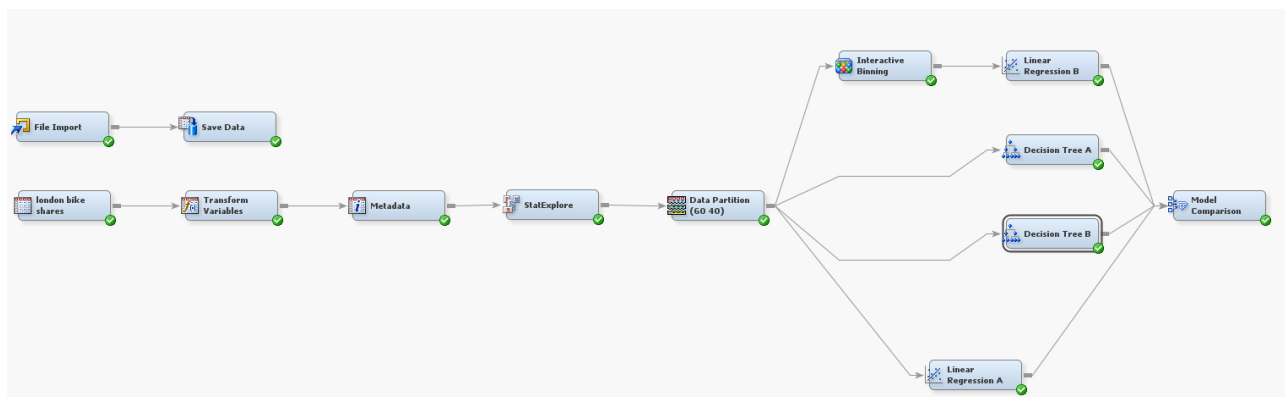 Interactive
Binning
Linear
Regression B
File Import
Save Data
Decision Tree A
london bike
shares
Transform
Variables
Metadata
StatExplore
Data Partition
(60 40)
Model
Comparison
Decision Tree B
Linear
Regression A